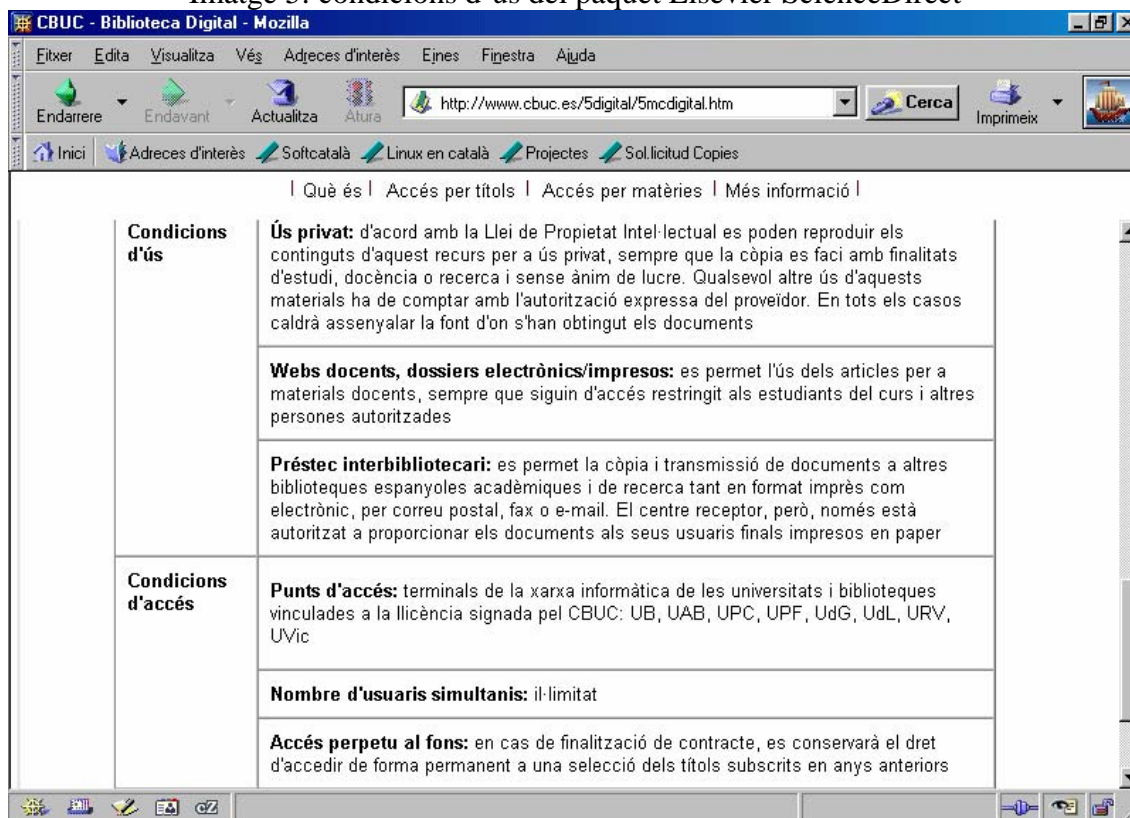 Imatge 5: condicions d'ús del paquet Elsevier ScienceDirect
CBUC - Biblioteca Digital - Mozilla
Fitxer Edita Visualitza Vés Adreces d'interès Eines Finestra Ajuda
Endarrere Endavant Actualitza Atura http://www.cbuc.es/5digital/5mcdigital.htm Cerca Imprimeix
Inici Adreces d'interès Softcatalà Linux en català Projectes Sol.licitud Copies
| Què és | Accés per títols | Accés per matèries | Més informació |
Condicions
d'ús
Ús privat: d'acord amb la Llei de Propietat Intel·lectual es poden reproduir els
continguts d'aquest recurs per a ús privat, sempre que la còpia es faci amb finalitats
d'estudi, docència o recerca i sense ànim de lucre. Qualsevol altre ús d'aquests
materials ha de comptar amb l'autorització expressa del proveïdor. En tots els casos
caldrà assenyalar la font d'on s'han obtingut els documents
Webs docents, dossiers electrònics/impresos: es permet l'ús dels articles per a
materials docents, sempre que siguin d'accés restringit als estudiants del curs i altres
persones autoritzades
Préstec interbibliotecari: es permet la còpia i transmissió de documents a altres
biblioteques espanyoles acadèmiques i de recerca tant en format imprès com
electrònic, per correu postal, fax o e-mail. El centre receptor, però, només està
autoritzat a proporcionar els documents als seus usuaris finals impresos en paper
Condicions
d'accés
Punts d'accés: terminals de la xarxa informàtica de les universitats i biblioteques
vinculades a la llicència signada pel CBUC: UB, UAB, UPC, UPF, UdG, UdL, URV,
UVic
Nombre d'usuaris simultanis: il·limitat
Accés perpetu al fons: en cas de finalització de contracte, es conservarà el dret
d'accedir de forma permanent a una selecció dels títols subscrits en anys anteriors